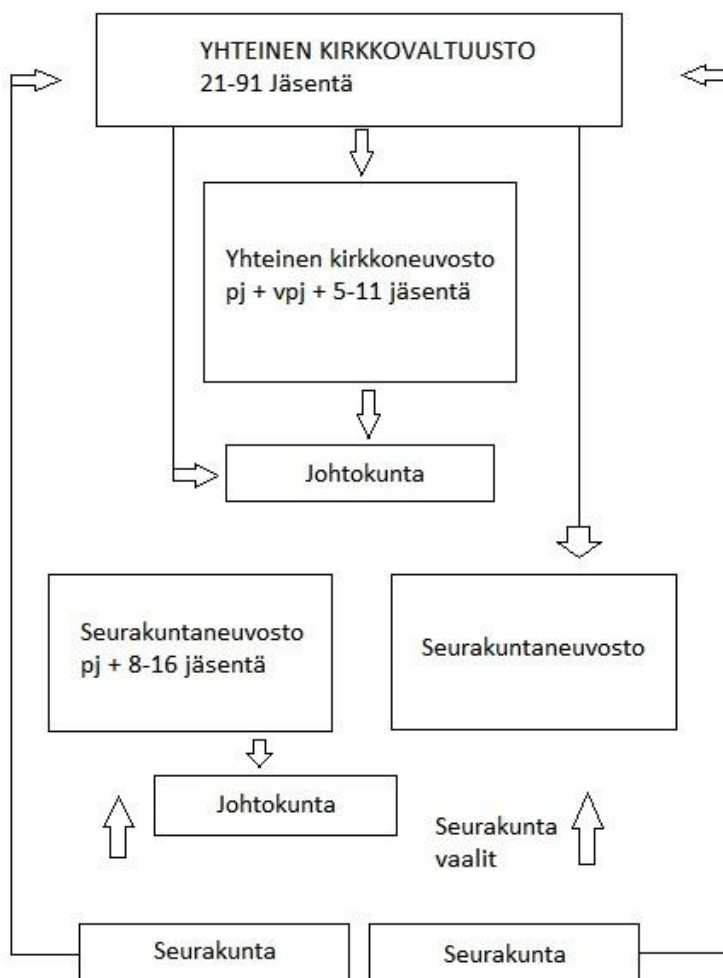 YHTEINEN KIRKKOVALTUUSTO
21-91 Jäsentä
Yhteinen kirkkoneuvosto
pj + vpj + 5-11 jäsentä
Johtokunta
Seurakuntaneuvosto
pj + 8-16 jäsentä
Seurakuntaneuvosto
Johtokunta
Seurakunta
vaalit
Seurakunta
Seurakunta